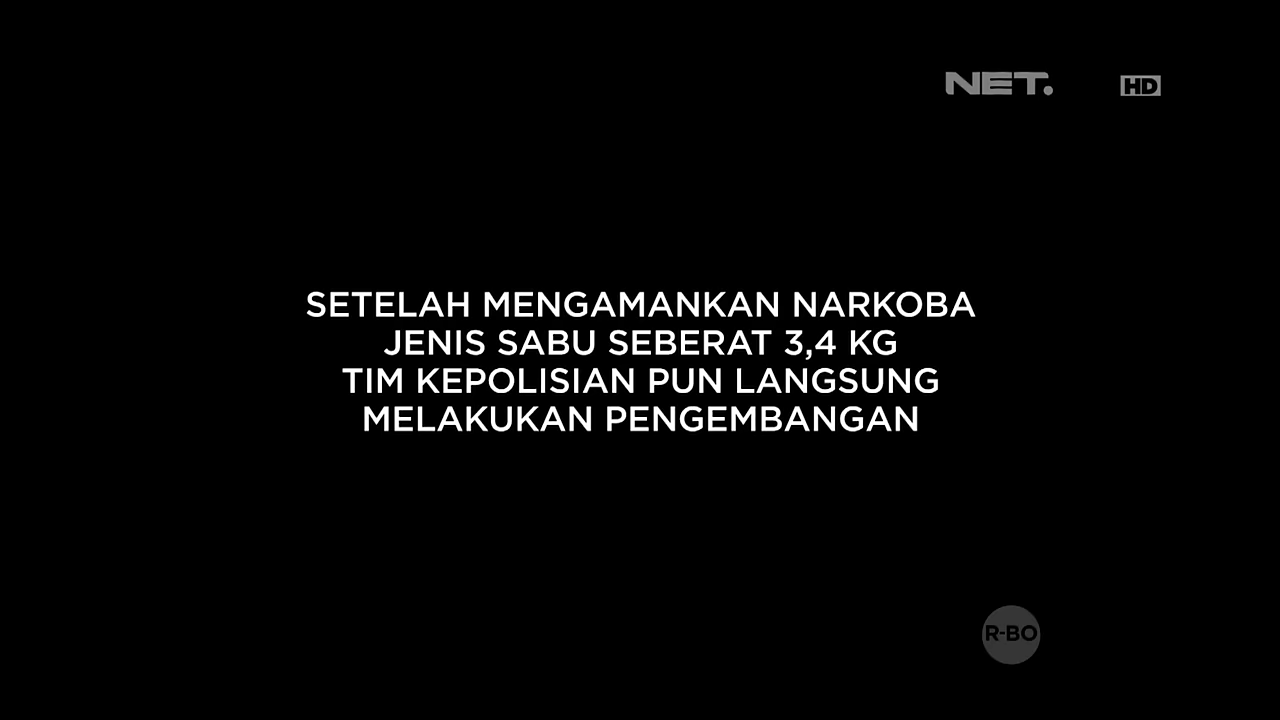 NET. HD
SETELAH MENGAMANKAN NARKOBA
JENIS SABU SEBERAT 3,4 KG
TIM KEPOLISIAN PUN LANGSUNG
MELAKUKAN PENGEMBANGAN
R-BO